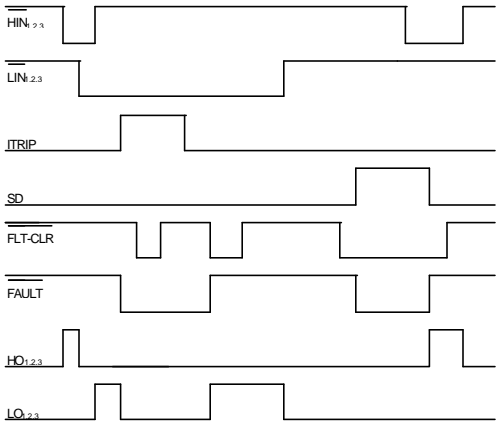 HIN1,2,3
LIN1,2,3
ITRIP
SD
FLT-CLR
FAULT
HO1,2,3
LO1,2,3